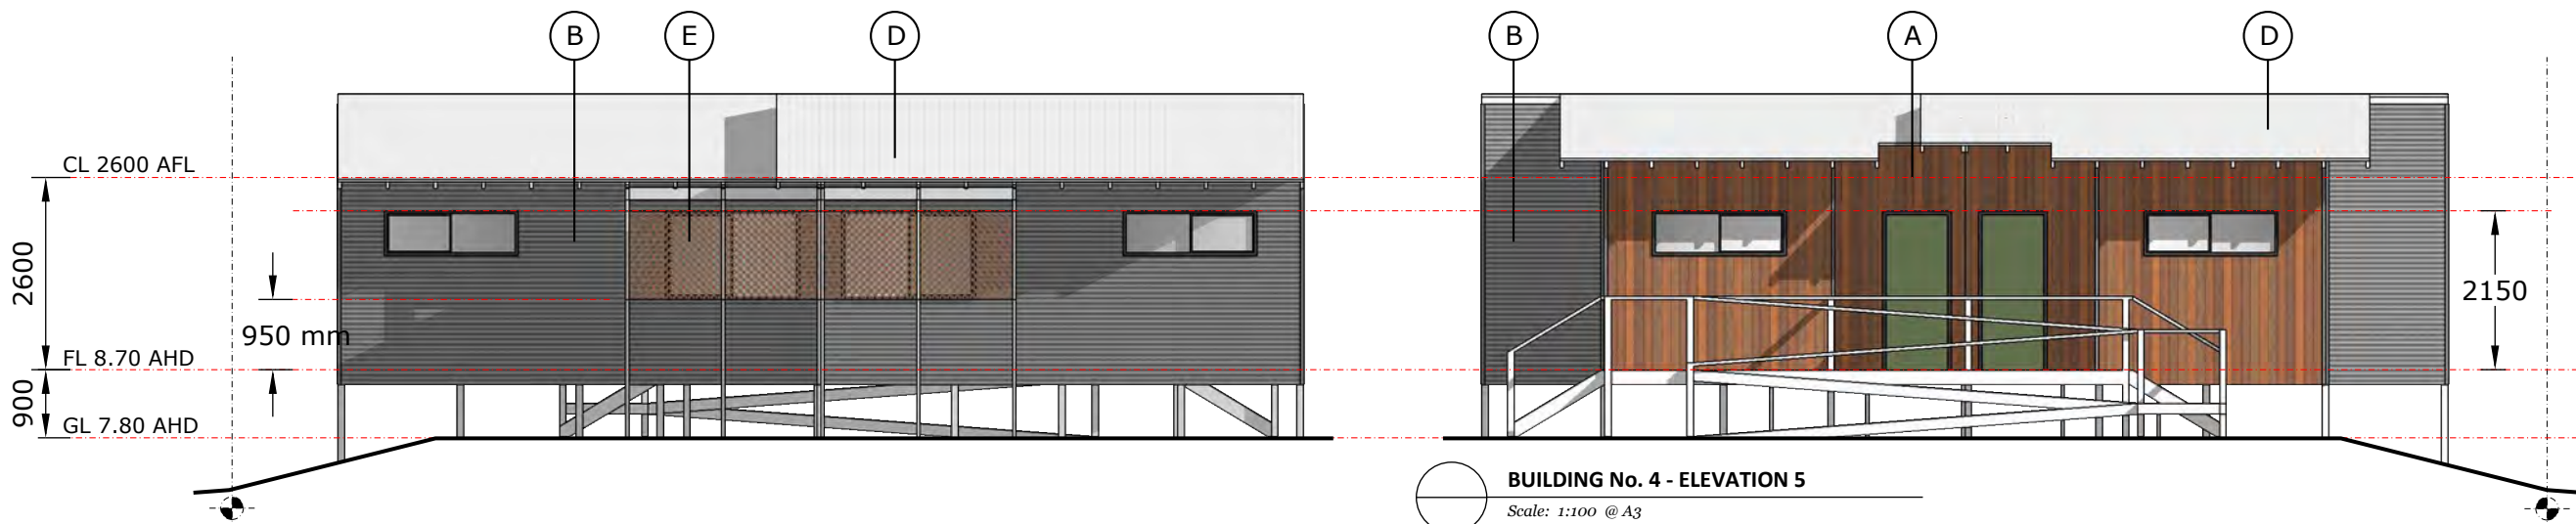 B E D B A D
CL 2600 AFL
2600
950 mm
2150
FL 8.70 AHD
900
GL 7.80 AHD
BUILDING No. 4 - ELEVATION 5
Scale: 1:100 @ A3